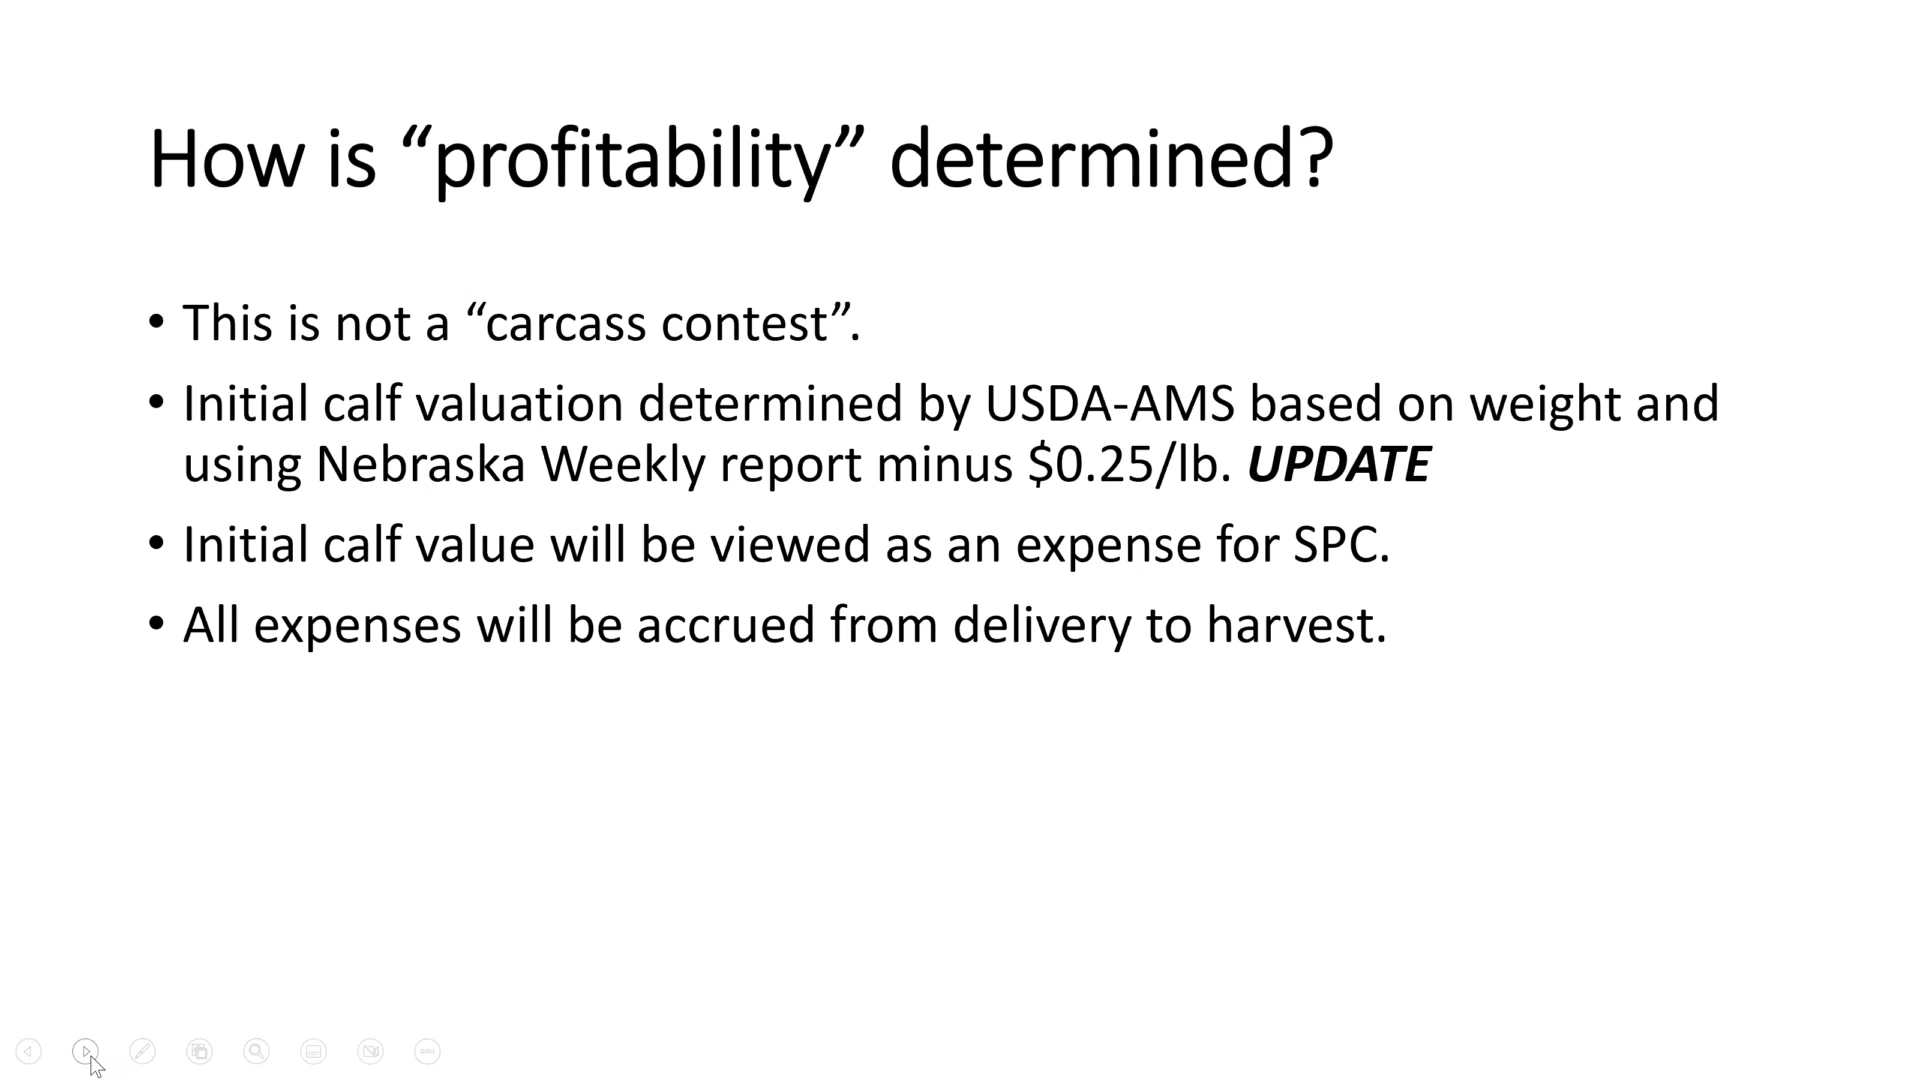 How is “profitability” determined?
• This is not a “carcass contest”.
• Initial calf valuation determined by USDA-AMS based on weight and
using Nebraska Weekly report minus $0.25/lb. UPDATE
• Initial calf value will be viewed as an expense for SPC.
• All expenses will be accrued from delivery to harvest.